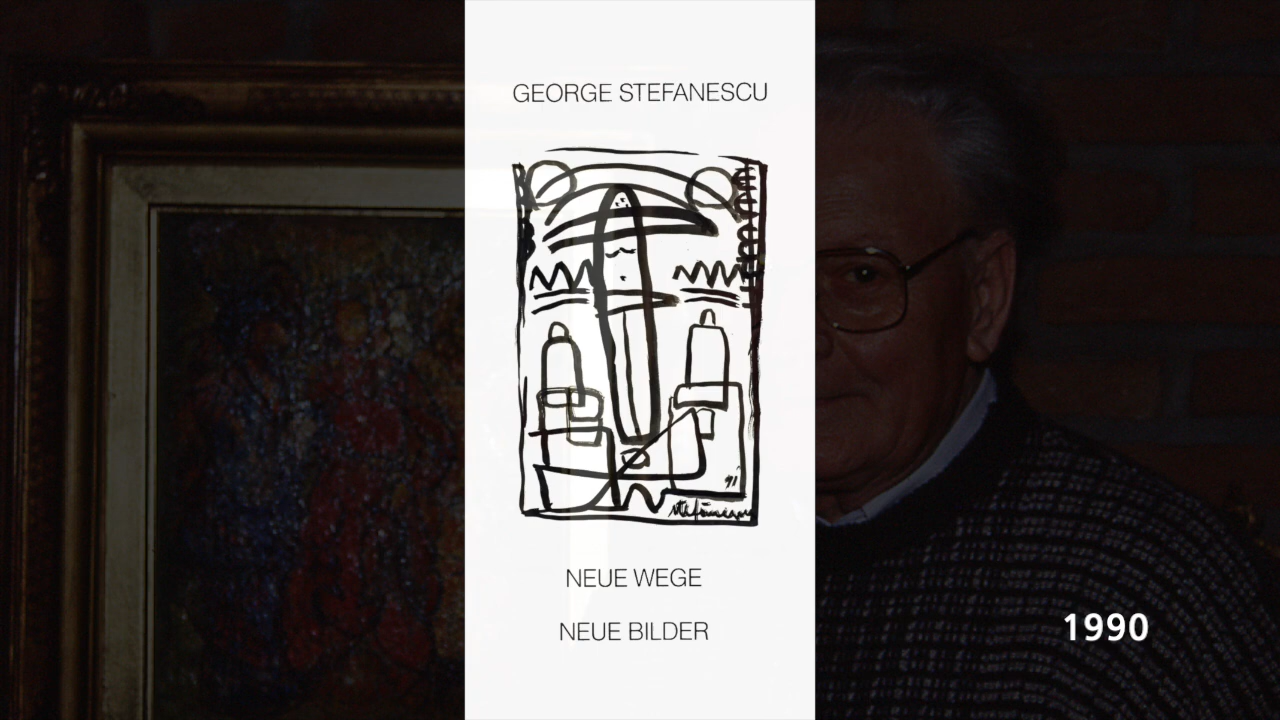 GEORGE STEFANESCU
91
NEUE WEGE
NEUE BILDER
1990